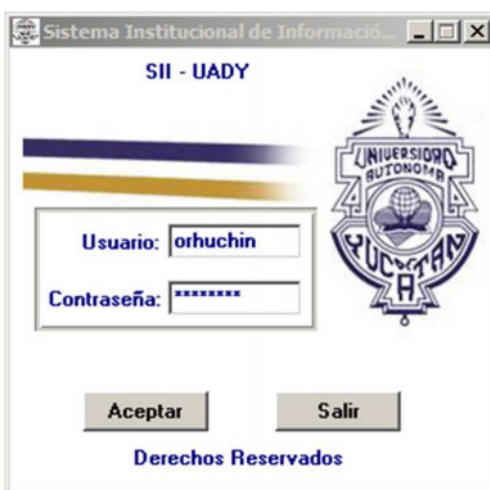 Sistema Institucional de Informació...
SII - UADY
UNIVERSIDAD
AUTONOMA
YUCATAN
Usuario: orhuchin
Contraseña: ********
Aceptar Salir
Derechos Reservados